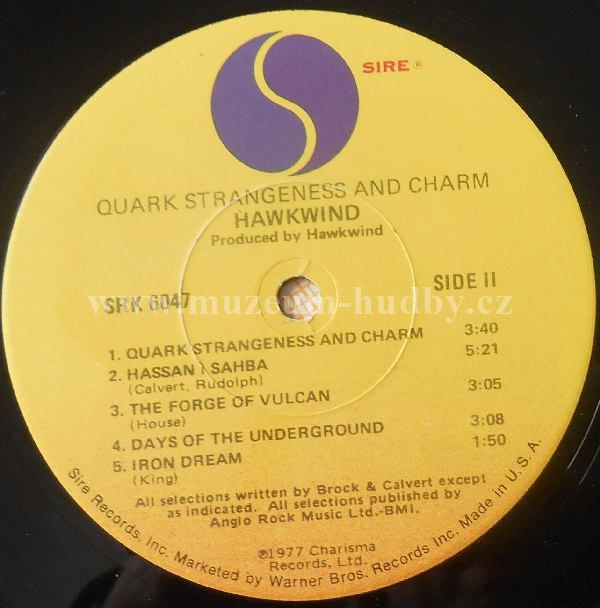 SIRE ®
QUARK STRANGENESS AND CHARM
HAWKWIND
Produced by Hawkwind
SRK 6047
SIDE II
www.muzeum-hudby.cz
1. QUARK STRANGENESS AND CHARM 3:40
2. HASSAN I SAHBA 5:21
(Calvert, Rudolph)
3. THE FORGE OF VULCAN 3:05
(House)
4. DAYS OF THE UNDERGROUND 3:08
5. IRON DREAM 1:50
(King)
All selections written by Brock & Calvert except
as indicated. All selections published by
Anglo Rock Music Ltd.-BMI.
℗1977 Charisma
Records, Ltd.
Sire Records, Inc. Marketed by Warner Bros. Records Inc. Made in U.S.A.